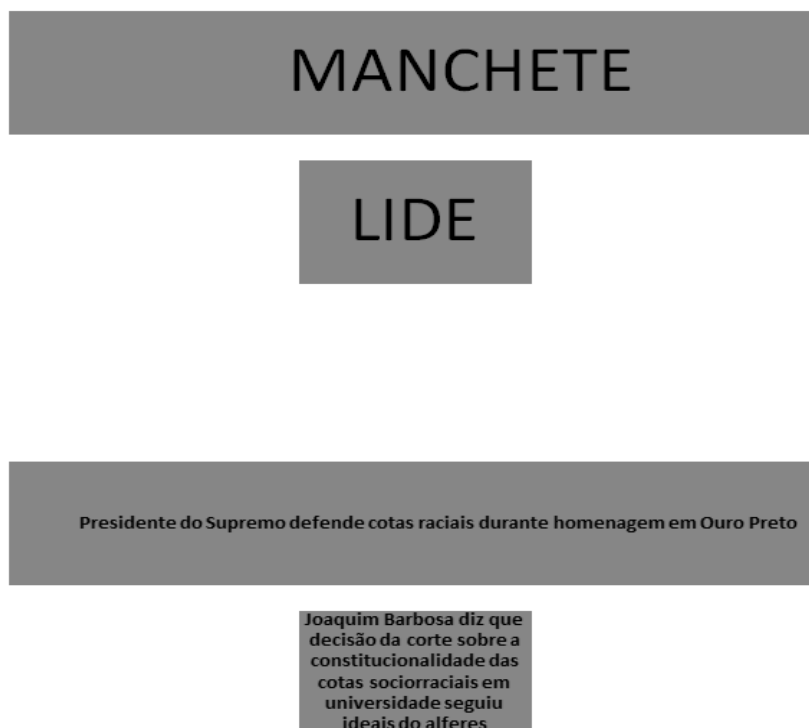 MANCHETE
LIDE
Presidente do Supremo defende cotas raciais durante homenagem em Ouro Preto
Joaquim Barbosa diz que
decisão da corte sobre a
constitucionalidade das
cotas sociorraciais em
universidade seguiu
ideais do alferes